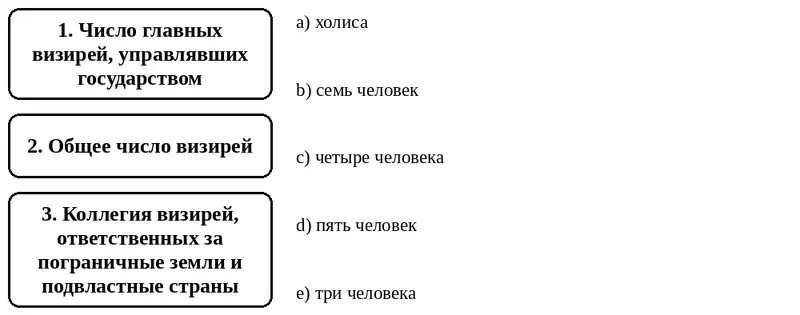 1. Число главных
визирей, управлявших
государством
2. Общее число визирей
3. Коллегия визирей,
ответственных за
пограничные земли и
подвластные страны
a) холиса
b) семь человек
c) четыре человека
d) пять человек
e) три человека